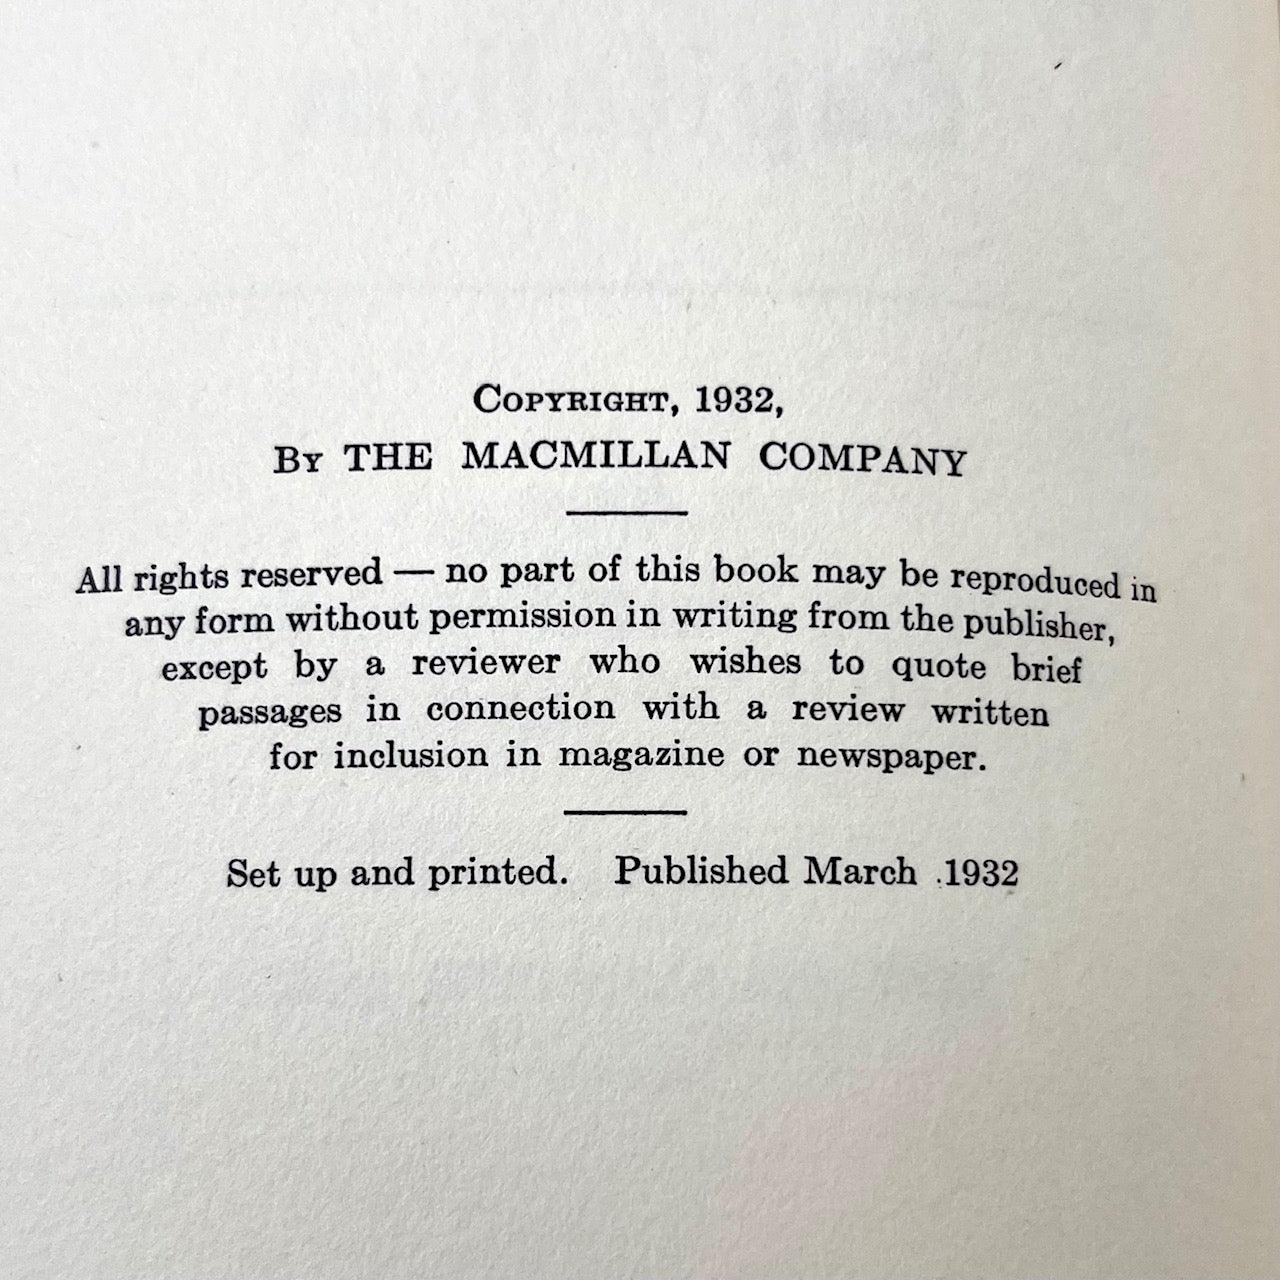 Copyright, 1932,
By THE MACMILLAN COMPANY
All rights reserved — no part of this book may be reproduced in
any form without permission in writing from the publisher,
except by a reviewer who wishes to quote brief
passages in connection with a review written
for inclusion in magazine or newspaper.
Set up and printed. Published March .1932